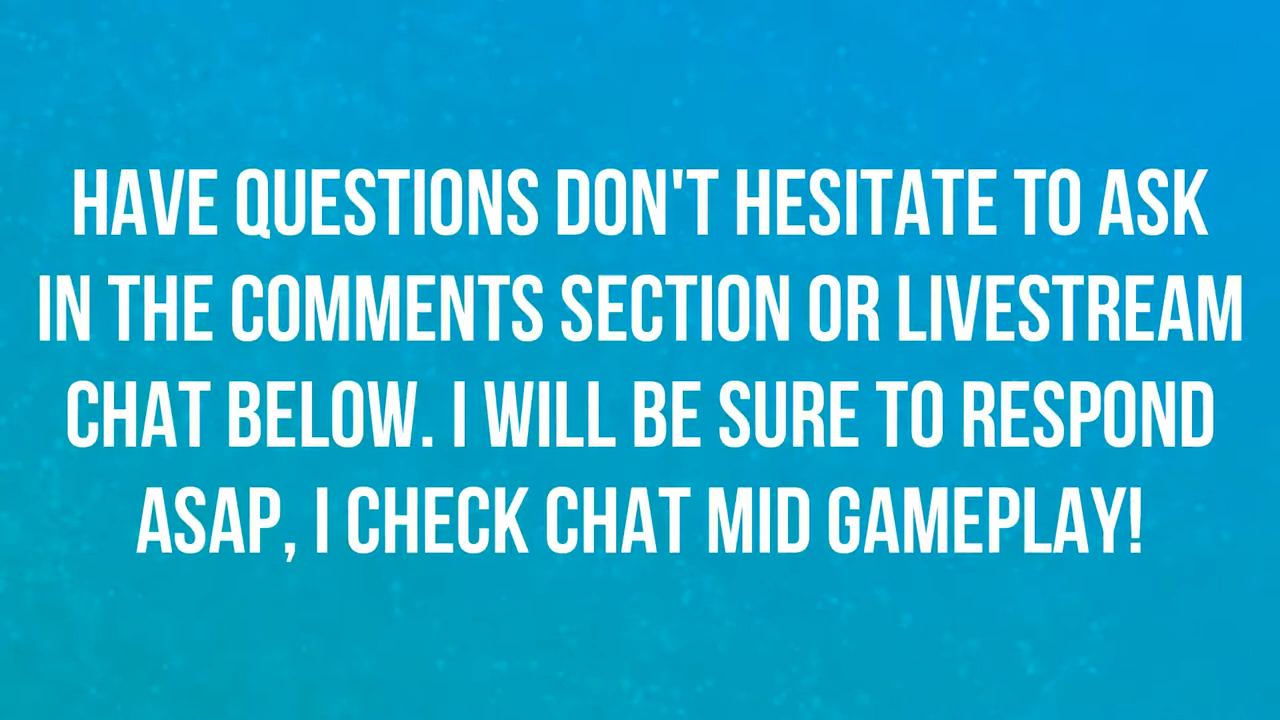 HAVE QUESTIONS DON'T HESITATE TO ASK
IN THE COMMENTS SECTION OR LIVESTREAM
CHAT BELOW. I WILL BE SURE TO RESPOND
ASAP, I CHECK CHAT MID GAMEPLAY!